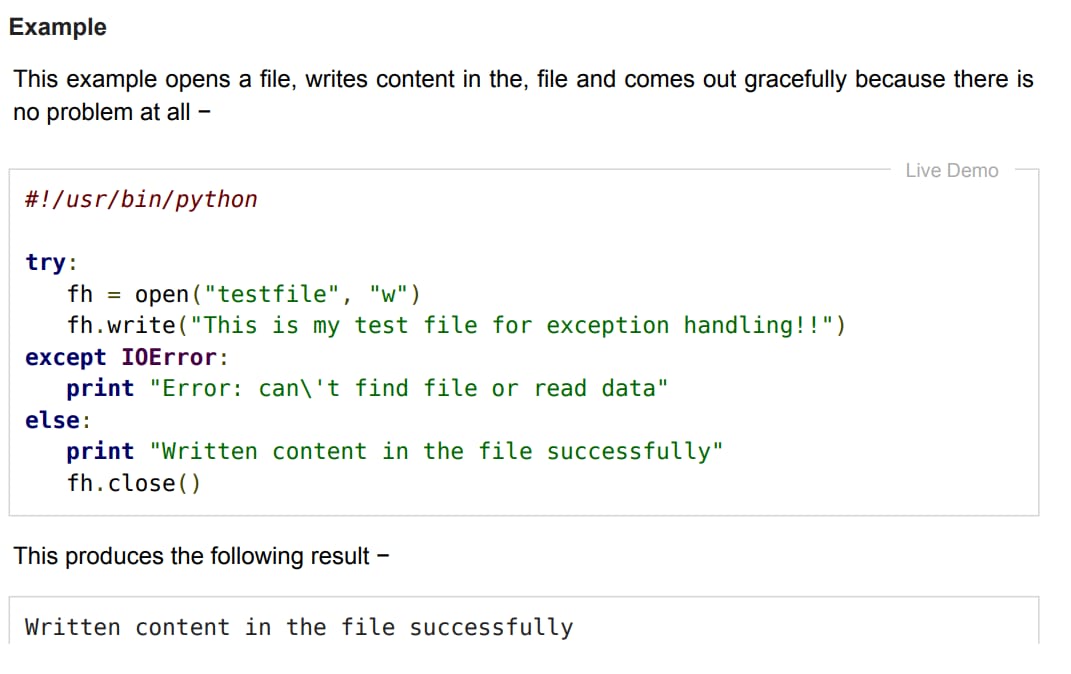 Example
This example opens a file, writes content in the, file and comes out gracefully because there is
no problem at all −
Live Demo
#!/usr/bin/python
try:
   fh = open("testfile", "w")
   fh.write("This is my test file for exception handling!!")
except IOError:
   print "Error: can\'t find file or read data"
else:
   print "Written content in the file successfully"
   fh.close()
This produces the following result −
Written content in the file successfully